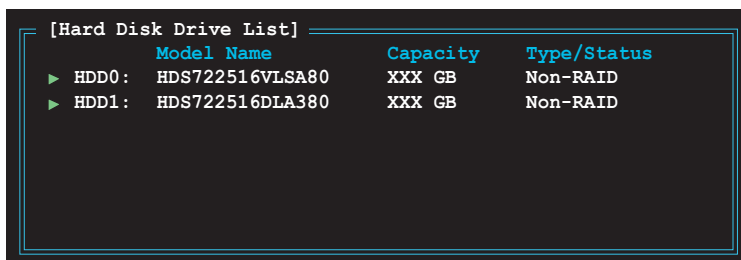 [Hard Disk Drive List]
Model Name Capacity Type/Status
HDD0: HDS722516VLSA80 XXX GB Non-RAID
HDD1: HDS722516DLA380 XXX GB Non-RAID